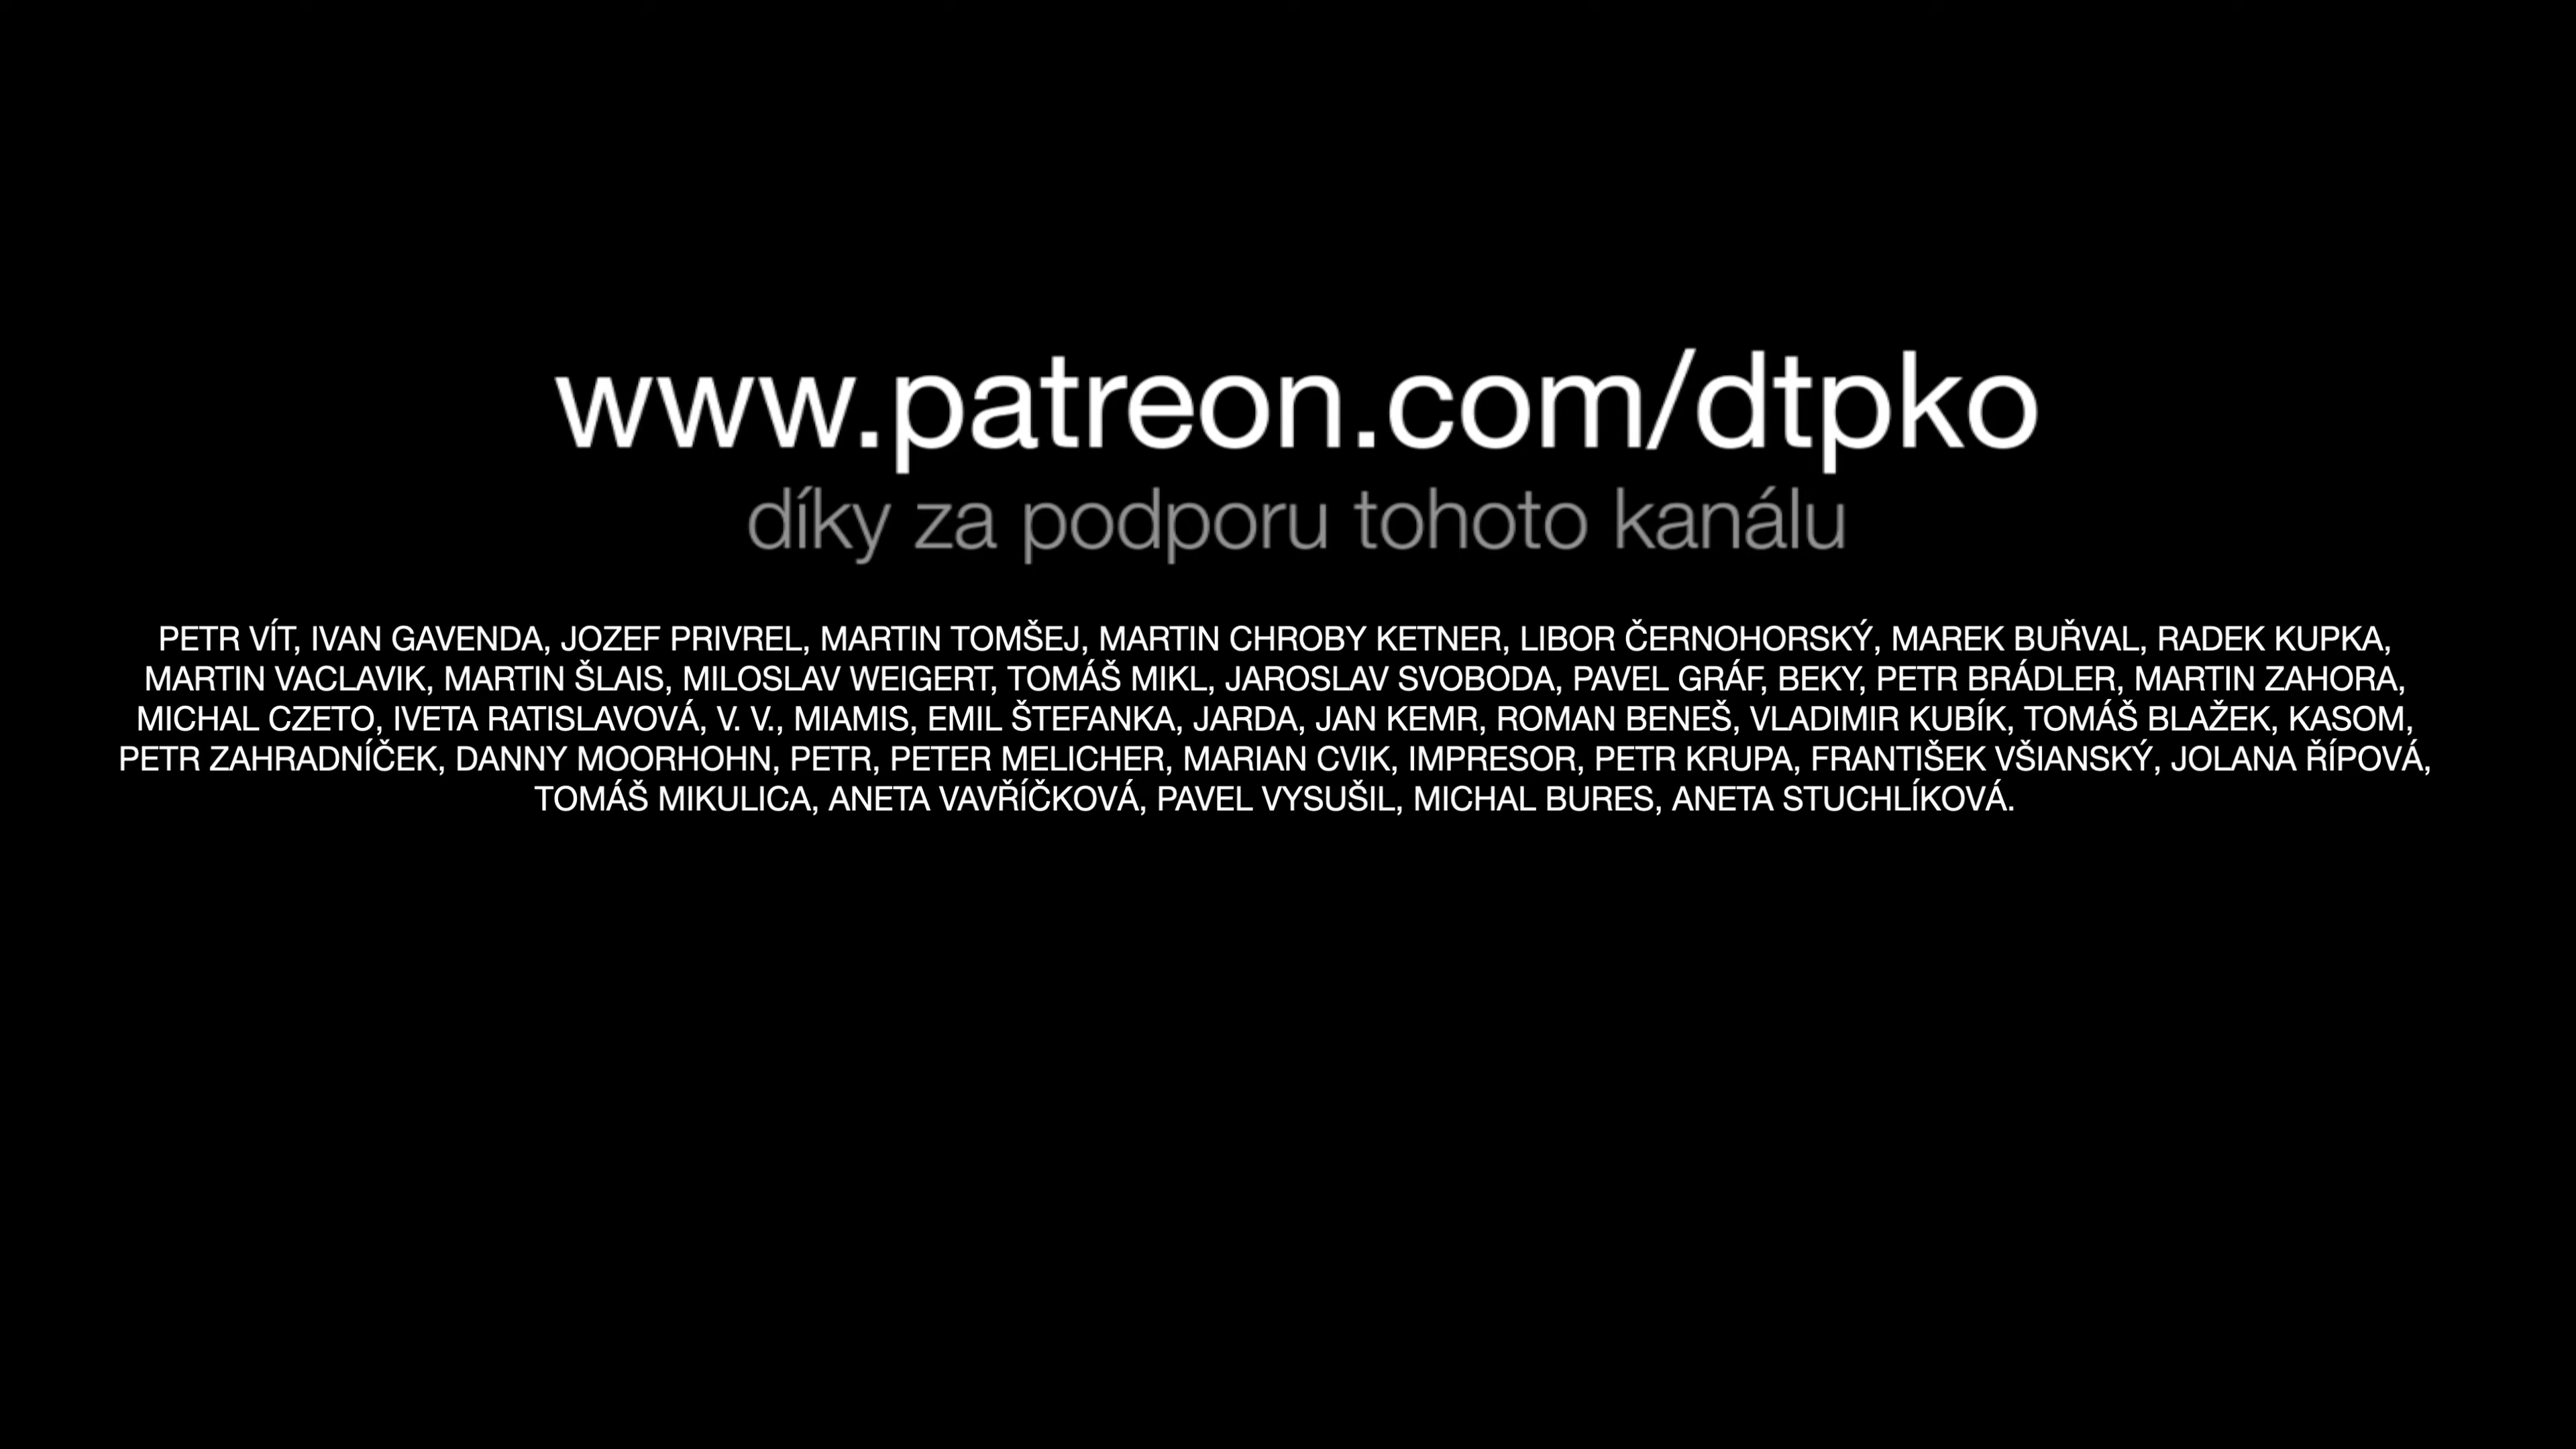 www.patreon.com/dtpko
díky za podporu tohoto kanálu
PETR VÍT, IVAN GAVENDA, JOZEF PRIVREL, MARTIN TOMŠEJ, MARTIN CHROBY KETNER, LIBOR ČERNOHORSKÝ, MAREK BUŘVAL, RADEK KUPKA,
MARTIN VACLAVIK, MARTIN ŠLAIS, MILOSLAV WEIGERT, TOMÁŠ MIKL, JAROSLAV SVOBODA, PAVEL GRÁF, BEKY, PETR BRÁDLER, MARTIN ZAHORA,
MICHAL CZETO, IVETA RATISLAVOVÁ, V. V., MIAMIS, EMIL ŠTEFANKA, JARDA, JAN KEMR, ROMAN BENEŠ, VLADIMIR KUBÍK, TOMÁŠ BLAŽEK, KASOM,
PETR ZAHRADNÍČEK, DANNY MOORHOHN, PETR, PETER MELICHER, MARIAN CVIK, IMPRESOR, PETR KRUPA, FRANTIŠEK VŠIANSKÝ, JOLANA ŘÍPOVÁ,
TOMÁŠ MIKULICA, ANETA VAVŘÍČKOVÁ, PAVEL VYSUŠIL, MICHAL BURES, ANETA STUCHLÍKOVÁ.